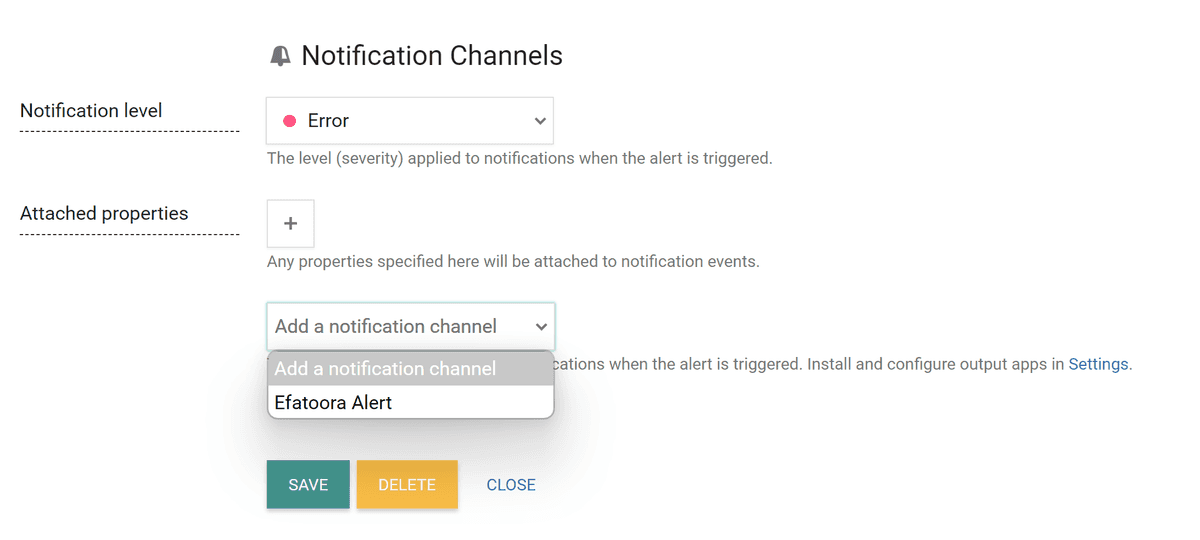 Notification Channels
Notification level
Error
The level (severity) applied to notifications when the alert is triggered.
Attached properties
+
Any properties specified here will be attached to notification events.
Add a notification channel
Add a notification channel
when the alert is triggered. Install and configure output apps in Settings.
Efatoora Alert
SAVE DELETE CLOSE